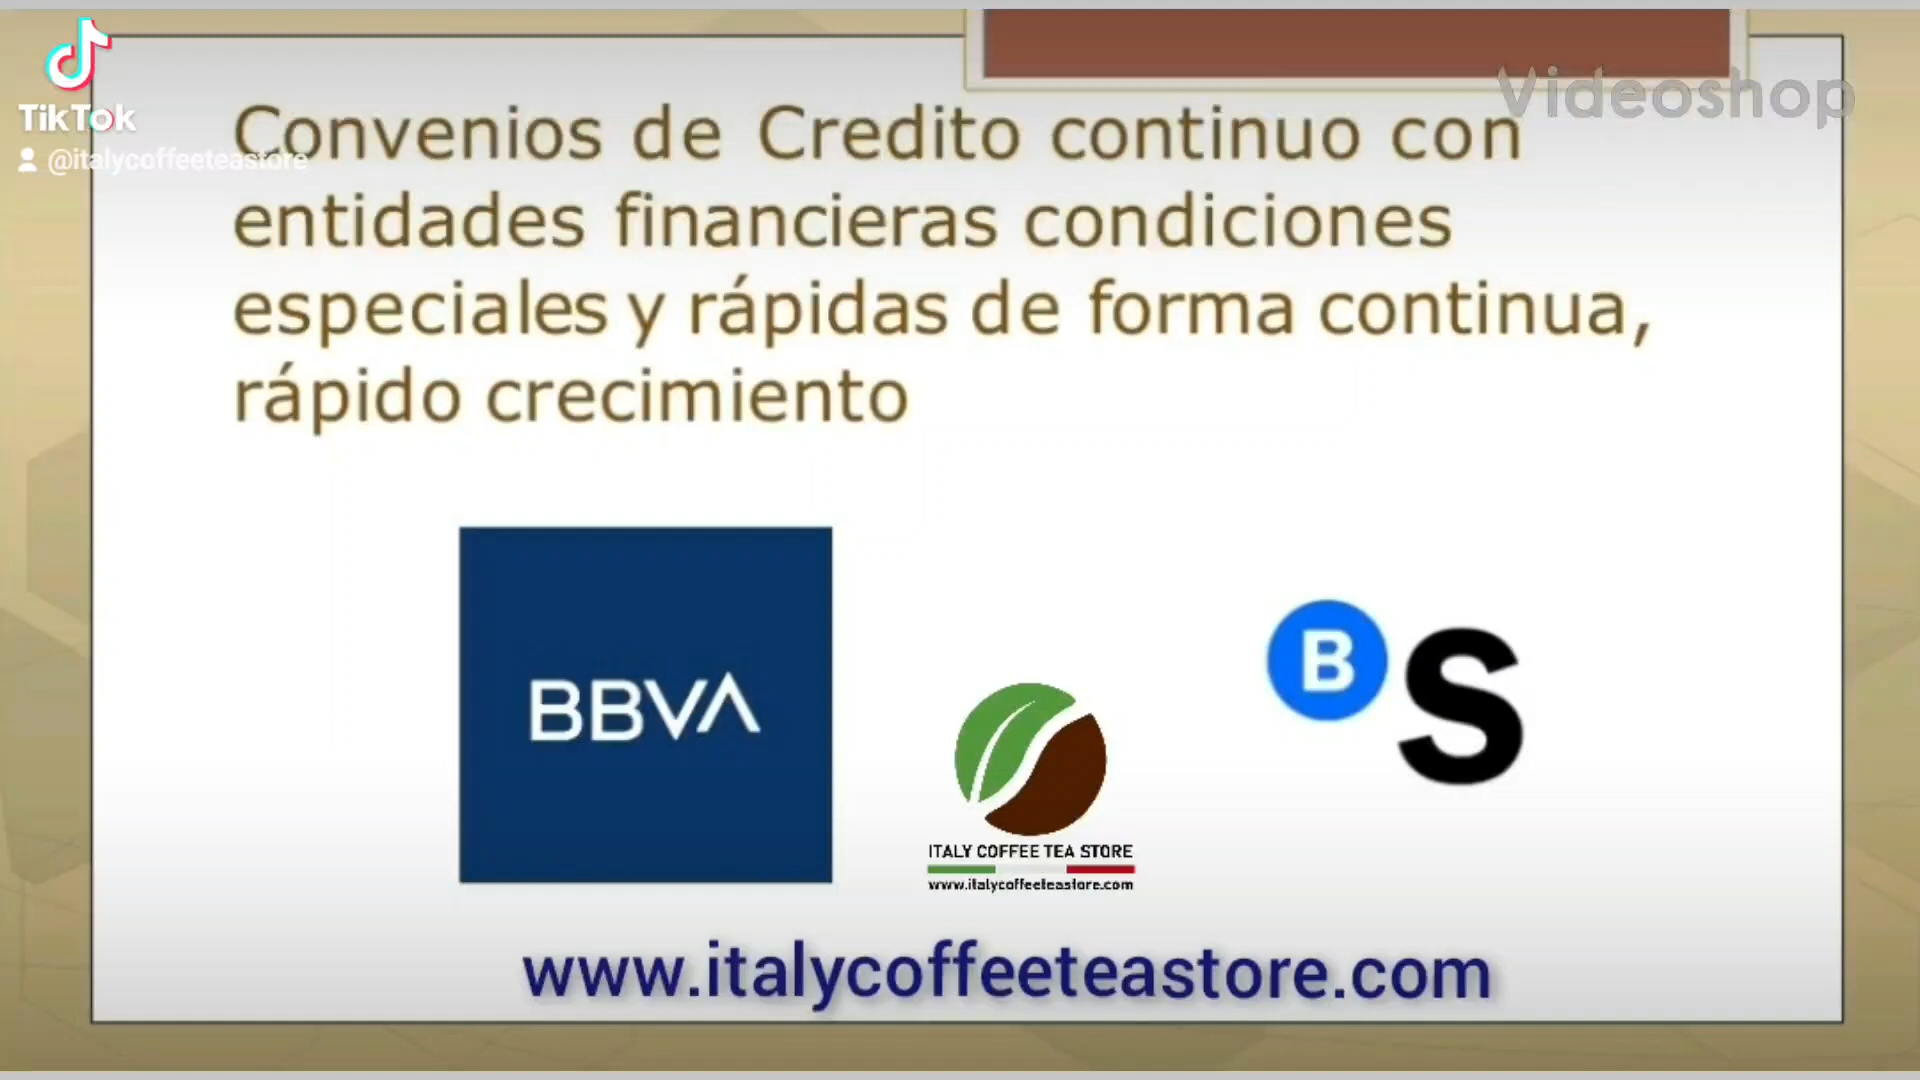 TikTok
@italycoffeeteastore
Videoshop
Convenios de Credito continuo con
entidades financieras condiciones
especiales y rápidas de forma continua,
rápido crecimiento
BBVA
B S
ITALY COFFEE TEA STORE
www.italycoffeeteastore.com
www.italycoffeeteastore.com